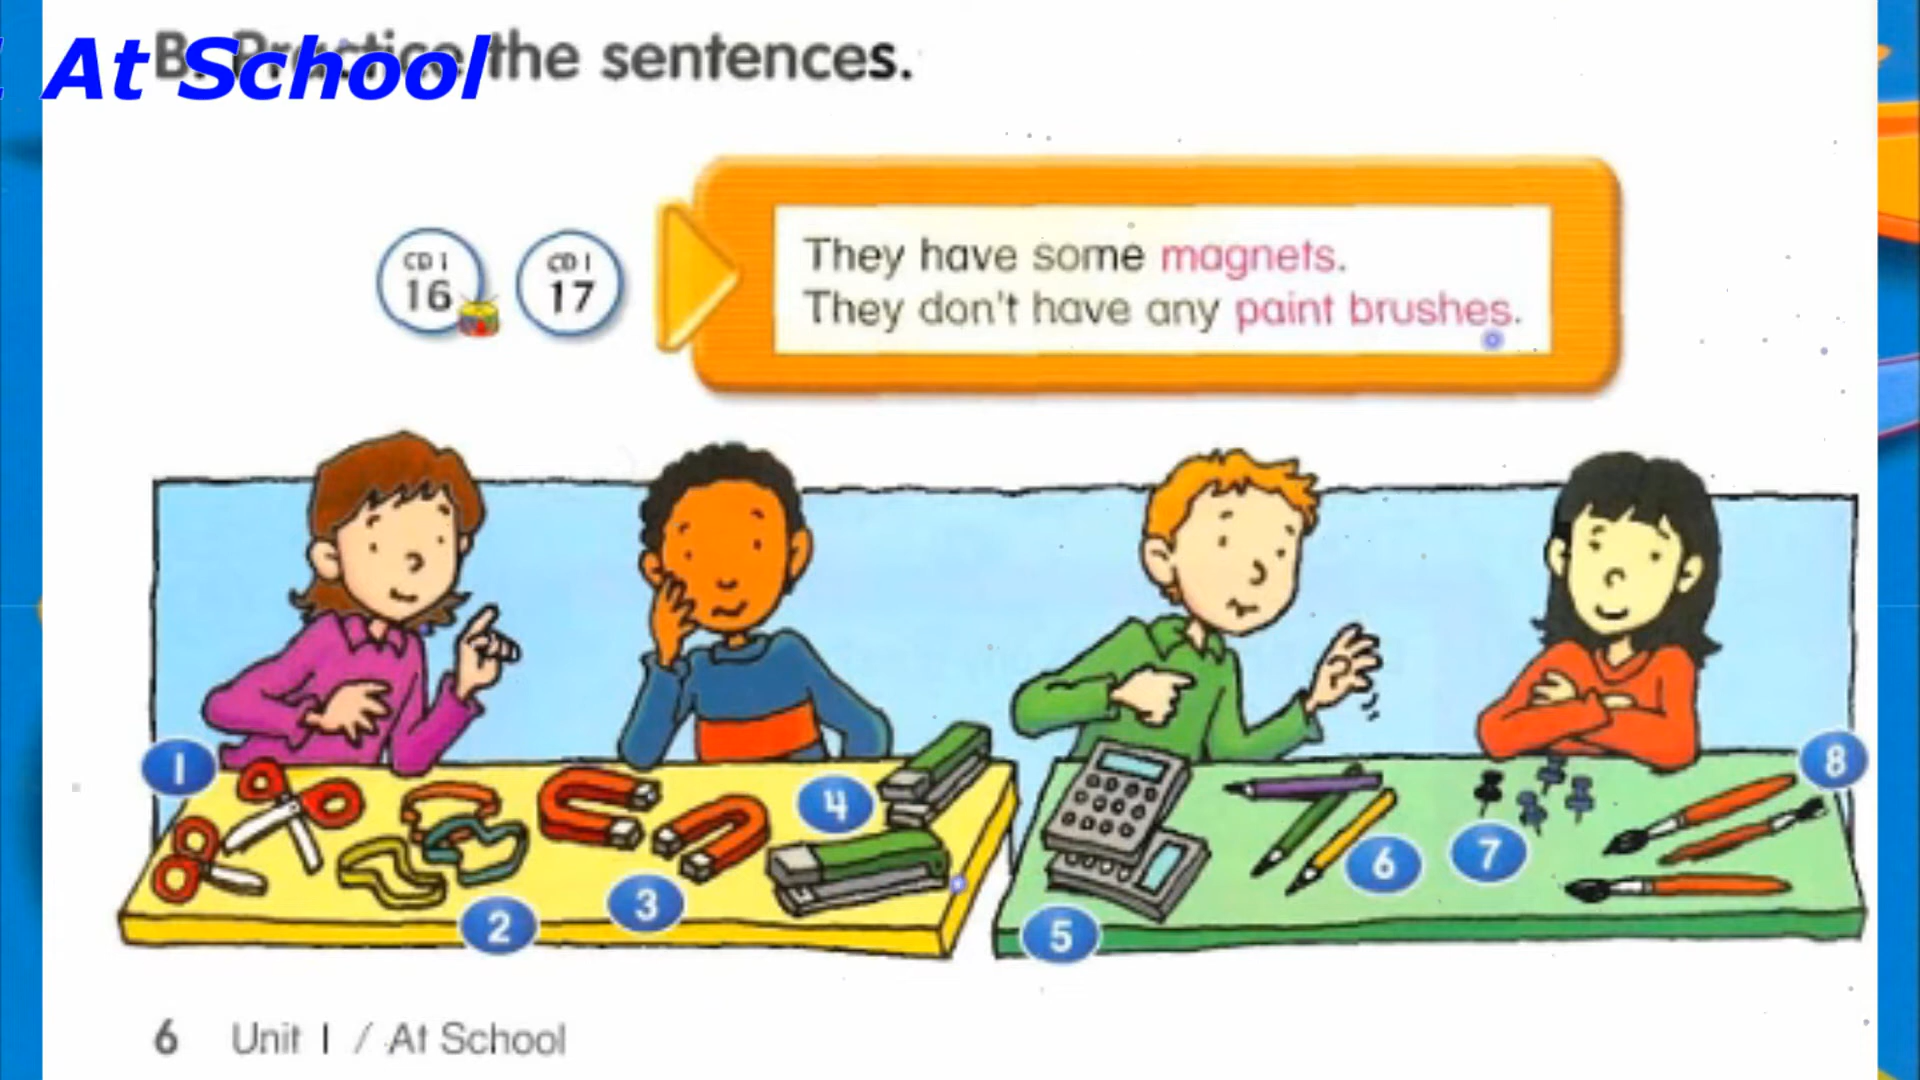 B. Practice the sentences.
At School
CD 1
16
CD 1
17
They have some magnets.
They don't have any paint brushes.
1
2
3
4
5
6
7
8
6 Unit 1 / At School